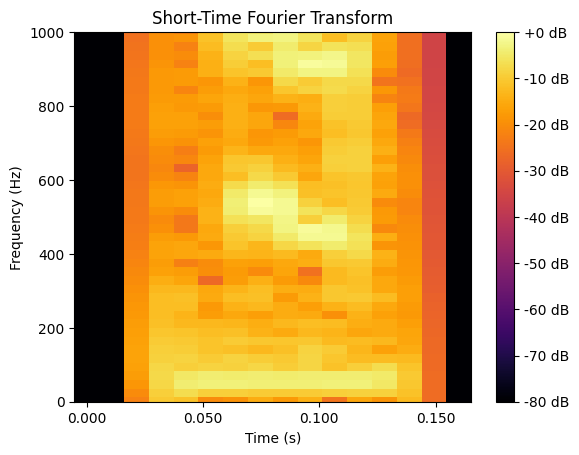 Short-Time Fourier Transform
1000
800
600
400
200
0
Frequency (Hz)
0.000
0.050
0.100
0.150
Time (s)
+0 dB
-10 dB
-20 dB
-30 dB
-40 dB
-50 dB
-60 dB
-70 dB
-80 dB